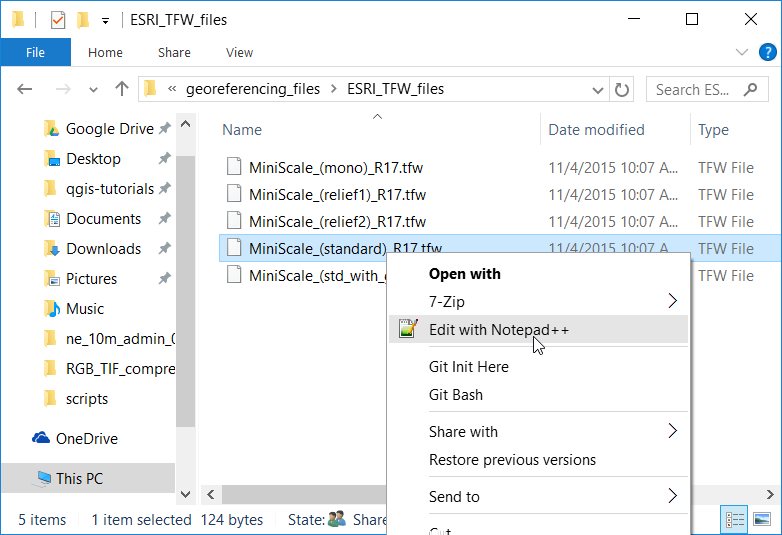 ESRI_TFW_files
File Home Share View
« georeferencing_files ESRI_TFW_files Search ES...
Name Date modified Type
Google Drive
Desktop
qgis-tutorials
Documents
Downloads
Pictures
Music
ne_10m_admin_0
RGB_TIF_compre
scripts
OneDrive
This PC
MiniScale_(mono)_R17.tfw 11/4/2015 10:07 A... TFW File
MiniScale_(relief1)_R17.tfw 11/4/2015 10:07 A... TFW File
MiniScale_(relief2)_R17.tfw 11/4/2015 10:07 A... TFW File
MiniScale_(standard)_R17.tfw 11/4/2015 10:07 A... TFW File
MiniScale_(std_with_ TFW File
Open with
7-Zip
Edit with Notepad++
Git Init Here
Git Bash
Share with
Restore previous versions
Send to
Cut
5 items 1 item selected 124 bytes State: Share